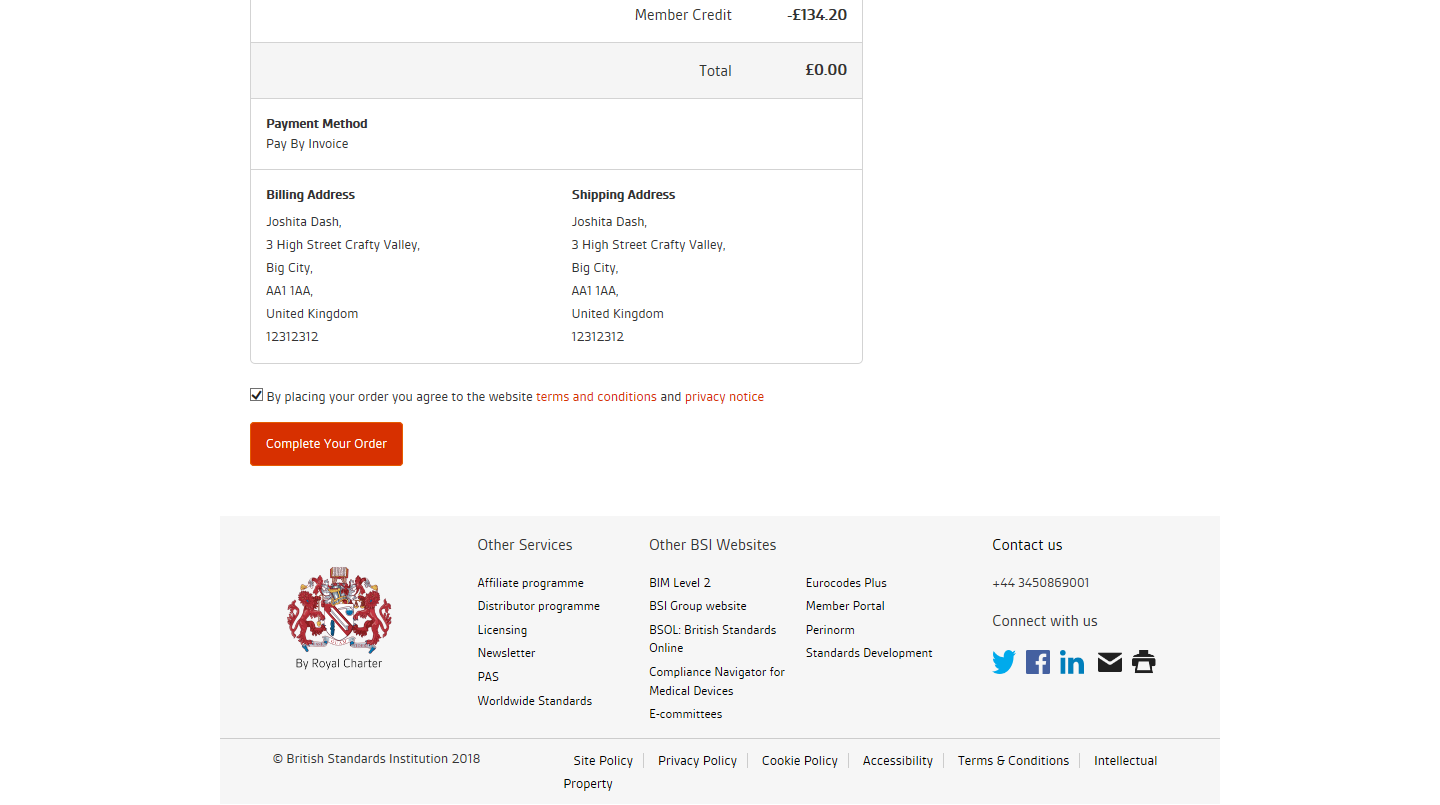 Member Credit -£134.20
Total £0.00
Payment Method
Pay By Invoice
Billing Address
Joshita Dash,
3 High Street Crafty Valley,
Big City,
AA1 1AA,
United Kingdom
12312312
Shipping Address
Joshita Dash,
3 High Street Crafty Valley,
Big City,
AA1 1AA,
United Kingdom
12312312
By placing your order you agree to the website terms and conditions and privacy notice
Complete Your Order
By Royal Charter
Other Services
Affiliate programme
Distributor programme
Licensing
Newsletter
PAS
Worldwide Standards
Other BSI Websites
BIM Level 2
BSI Group website
BSOL: British Standards
Online
Compliance Navigator for
Medical Devices
E-committees
Eurocodes Plus
Member Portal
Perinorm
Standards Development
Contact us
+44 3450869001
Connect with us
© British Standards Institution 2018
Site Policy Privacy Policy Cookie Policy Accessibility Terms & Conditions Intellectual
Property